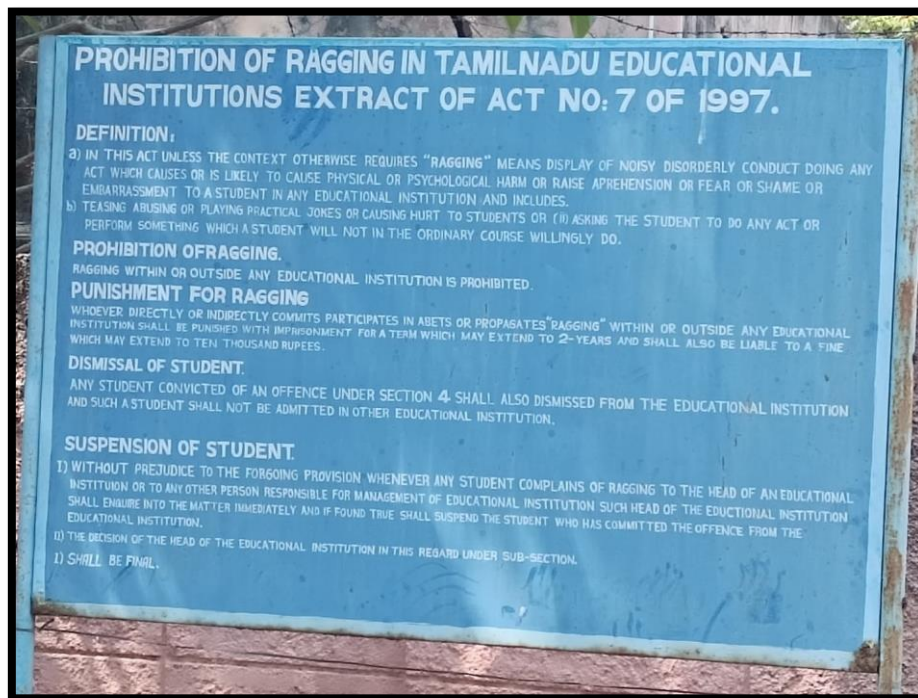 PROHIBITION OF RAGGING IN TAMILNADU EDUCATIONAL
INSTITUTIONS EXTRACT OF ACT NO: 7 OF 1997.
DEFINITION:
a) IN THIS ACT UNLESS THE CONTEXT OTHERWISE REQUIRES "RAGGING" MEANS DISPLAY OF NOISY DISORDERLY CONDUCT DOING ANY
ACT WHICH CAUSES OR IS LIKELY TO CAUSE PHYSICAL OR PSYCHOLOGICAL HARM OR RAISE APREHENSION OR FEAR OR SHAME OR
EMBARRASSMENT TO A STUDENT IN ANY EDUCATIONAL INSTITUTION AND INCLUDES.
b) TEASING ABUSING OR PLAYING PRACTICAL JOKES OR CAUSING HURT TO STUDENTS OR (II) ASKING THE STUDENT TO DO ANY ACT OR
PERFORM SOMETHING WHICH A STUDENT WILL NOT IN THE ORDINARY COURSE WILLINGLY DO.
PROHIBITION OFRAGGING.
RAGGING WITHIN OR OUTSIDE ANY EDUCATIONAL INSTITUTION IS PROHIBITED.
PUNISHMENT FOR RAGGING
WHOEVER DIRECTLY OR INDIRECTLY COMMITS PARTICIPATES IN ABETS OR PROPAGATES "RAGGING" WITHIN OR OUTSIDE ANY EDUCATIONAL
INSTITUTION SHALL BE PUNISHED WITH IMPRISONMENT FOR A TERM WHICH MAY EXTEND TO 2-YEARS AND SHALL ALSO BE LIABLE TO A FINE
WHICH MAY EXTEND TO TEN THOUSAND RUPEES.
DISMISSAL OF STUDENT.
ANY STUDENT CONVICTED OF AN OFFENCE UNDER SECTION 4 SHALL ALSO DISMISSED FROM THE EDUCATIONAL INSTITUTION
AND SUCH A STUDENT SHALL NOT BE ADMITTED IN OTHER EDUCATIONAL INSTITUTION.
SUSPENSION OF STUDENT.
I) WITHOUT PREJUDICE TO THE FORGOING PROVISION WHENEVER ANY STUDENT COMPLAINS OF RAGGING TO THE HEAD OF AN EDUCATIONAL
INSTITUION OR TO ANY OTHER PERSON RESPONSIBLE FOR MANAGEMENT OF EDUCATIONAL INSTITUTION SUCH HEAD OF THE EDUCTIONAL INSTITUTION
SHALL ENQUIRE INTO THE MATTER IMMEDIATELY AND IF FOUND TRUE SHALL SUSPEND THE STUDENT WHO HAS COMMITTED THE OFFENCE FROM THE
EDUCATIONAL INSTITUTION.
II) THE DECISION OF THE HEAD OF THE EDUCATIONAL INSTITUTION IN THIS REGARD UNDER SUB-SECTION.
I) SHALL BE FINAL.